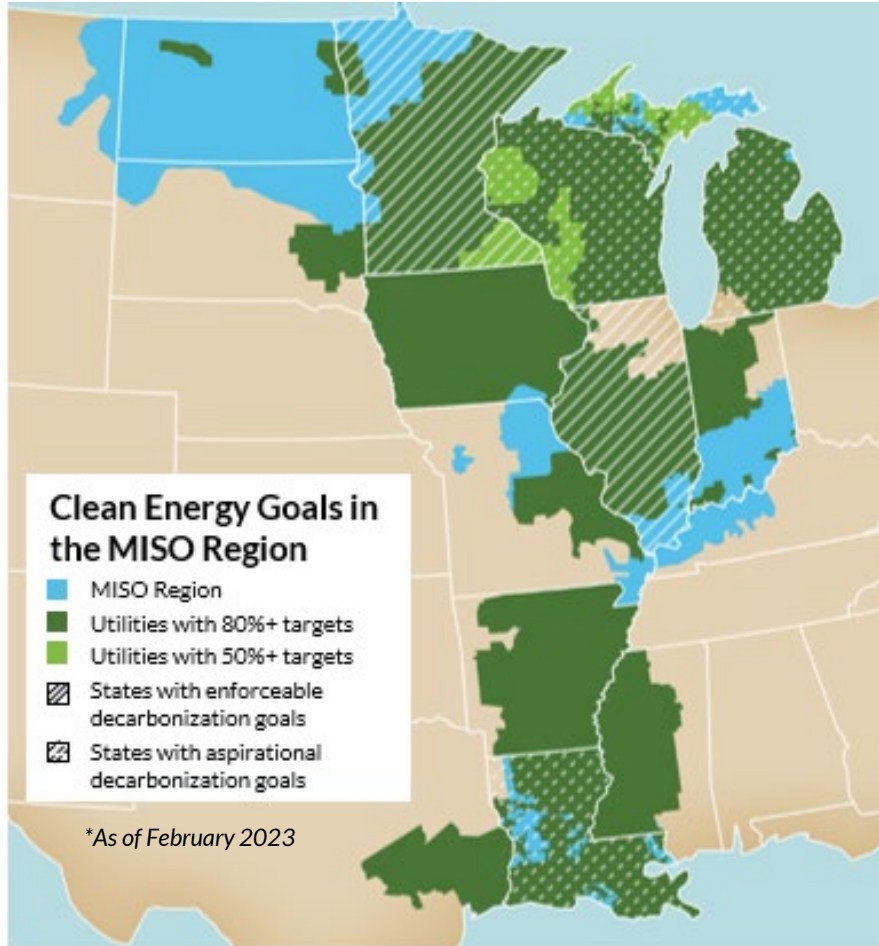 Clean Energy Goals in
the MISO Region
MISO Region
Utilities with 80%+ targets
Utilities with 50%+ targets
States with enforceable
decarbonization goals
States with aspirational
decarbonization goals
*As of February 2023